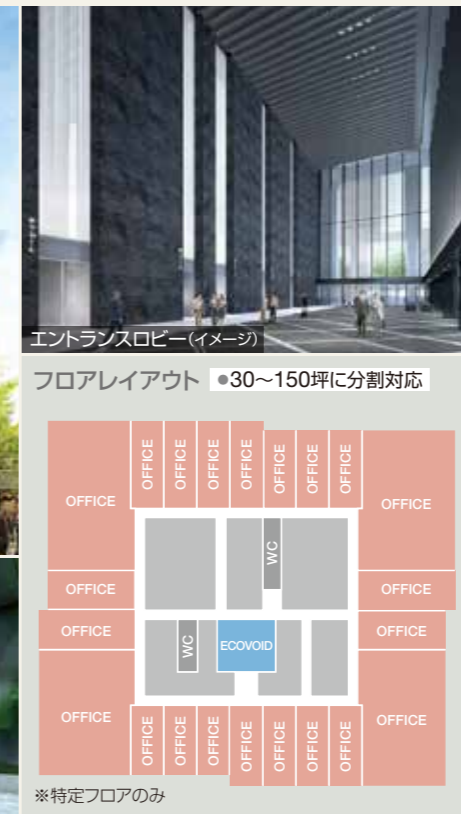 エントランスロビー(イメージ)
フロアレイアウト ●30〜150坪に分割対応
OFFICE OFFICE OFFICE OFFICE OFFICE OFFICE OFFICE OFFICE OFFICE
OFFICE OFFICE
WC
OFFICE OFFICE
WC ECOVOID
OFFICE OFFICE
OFFICE OFFICE OFFICE OFFICE OFFICE OFFICE OFFICE
※特定フロアのみ